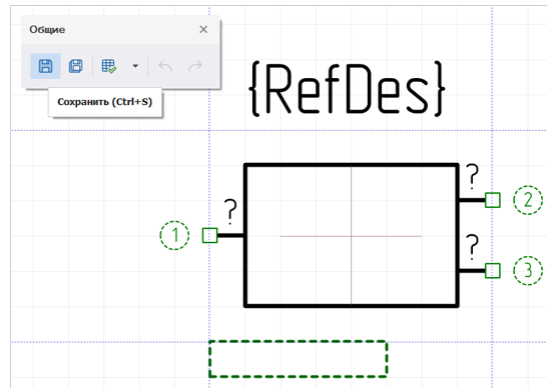 Общие
Сохранить (Ctrl+S)
{RefDes}
?
?
1
2
?
3